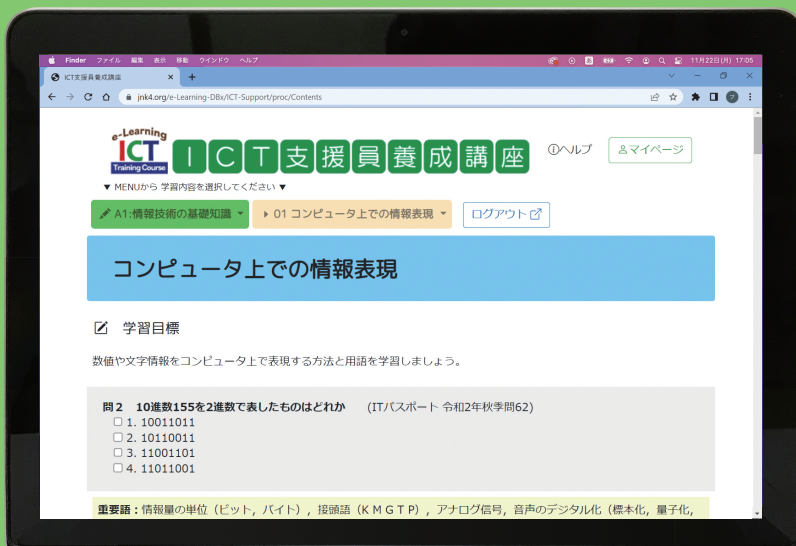 Finder ファイル 編集 表示 移動 ウインドウ ヘルプ 11月22日(月) 17:05
ICT支援員養成講座
jnk4.org/e-Learning-DBx/ICT-Support/proc/Contents
e-Learning
ICT
Training Course
ICT支援員養成講座
ヘルプ
マイページ
▼ MENUから 学習内容を選択してください ▼
A1:情報技術の基礎知識
01 コンピュータ上での情報表現
ログアウト
コンピュータ上での情報表現
学習目標
数値や文字情報をコンピュータ上で表現する方法と用語を学習しましょう。
問2 10進数155を2進数で表したものはどれか (ITパスポート 令和2年秋季問62)
1. 10011011
2. 10110011
3. 11001101
4. 11011001
重要語：情報量の単位（ビット，バイト），接頭語（K M G T P），アナログ信号，音声のデジタル化（標本化，量子化，